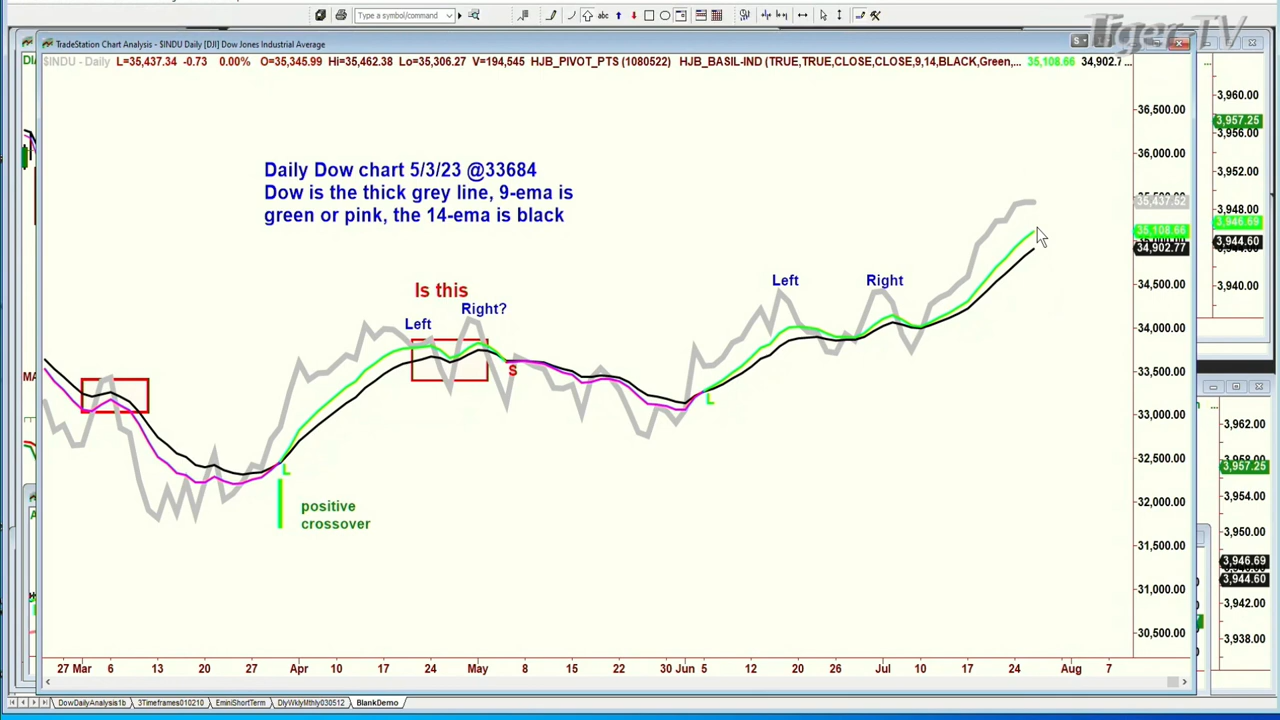 Type a symbol/command
Tiger TV
TradeStation Chart Analysis - $INDU Daily [DJI] Dow Jones Industrial Average
$INDU - Daily L=35,437.34 -0.73 0.00% O=35,345.99 Hi=35,462.38 Lo=35,306.27 V=194,545 HJB_PIVOT_PTS (1080522) HJB_BASIL-IND (TRUE,TRUE,CLOSE,CLOSE,9,14,BLACK,Green,... 35,108.66 34,902.7...
Daily Dow chart 5/3/23 @33684
Dow is the thick grey line, 9-ema is
green or pink, the 14-ema is black
Is this
Left
Right?
Left
Right
S
L
L
positive
crossover
36,500.00
36,000.00
35,437.52
35,108.66
34,902.77
34,500.00
34,000.00
33,500.00
33,000.00
32,500.00
32,000.00
31,500.00
31,000.00
30,500.00
3,960.00
3,957.25
3,956.00
3,952.00
3,948.00
3,946.69
3,944.60
3,940.00
3,962.00
3,957.25
3,954.00
3,950.00
3,946.69
3,944.60
3,942.00
3,938.00
27 Mar 6 13 20 27 Apr 10 17 24 May 8 15 22 30 Jun 5 12 20 26 Jul 10 17 24 Aug 7
DowDailyAnalysis1b 3Timeframes010210 EminiShortTerm DlyWklyMthly030512 BlankDemo